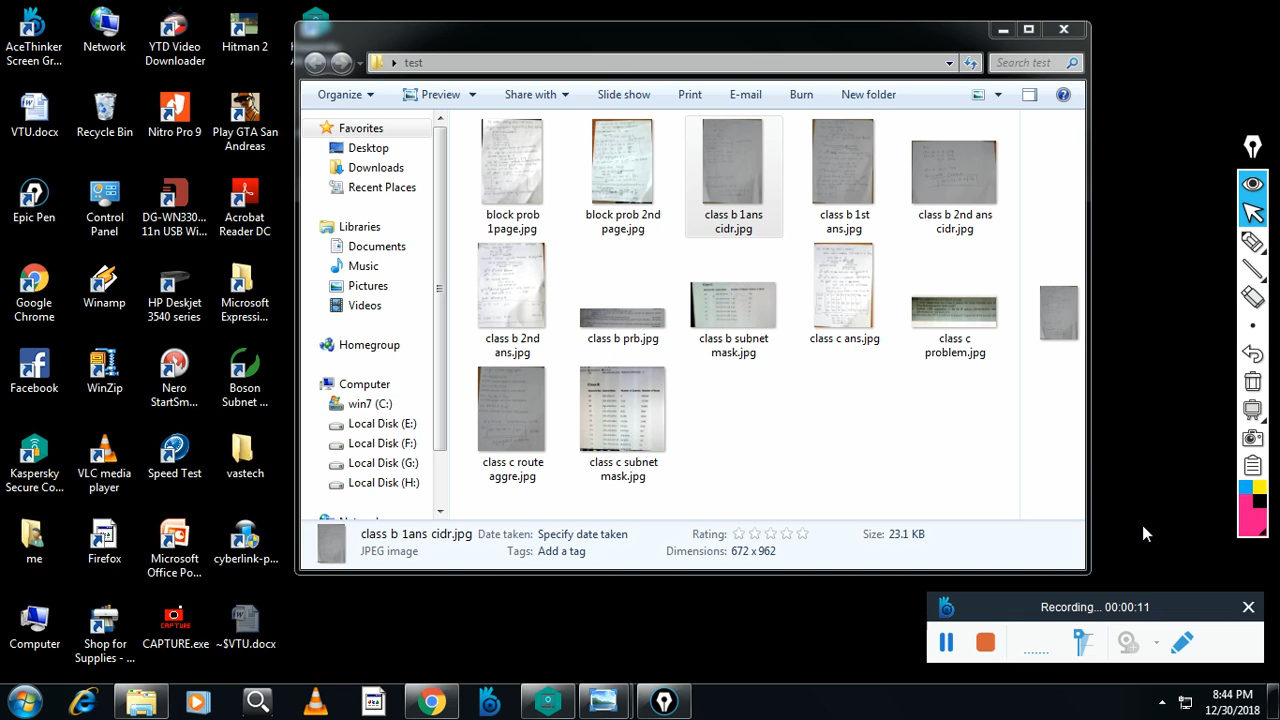 AceThinker
Screen Gr...
Network
YTD Video
Downloader
Hitman 2
VTU.docx
Recycle Bin
Nitro Pro 9
Play GTA San
Andreas
Epic Pen
Control
Panel
DG-WN330...
11n USB Wi...
Acrobat
Reader DC
Google
Chrome
Winamp
HP Deskjet
3540 series
Microsoft
Expressi...
Facebook
WinZip
Nero
StartSm...
Boson
Subnet ...
Kaspersky
Secure Co...
VLC media
player
Speed Test
vastech
me
Firefox
Microsoft
Office Po...
cyberlink-p...
Computer
Shop for
Supplies - ...
CAPTURE
CAPTURE.exe
~$VTU.docx
test
Search test
Organize
Preview
Share with
Slide show
Print
E-mail
Burn
New folder
Favorites
Desktop
Downloads
Recent Places
Libraries
Documents
Music
Pictures
Videos
Homegroup
Computer
win7 (C:)
Local Disk (E:)
Local Disk (F:)
Local Disk (G:)
Local Disk (H:)
block prob
1page.jpg
block prob 2nd
page.jpg
class b 1ans
cidr.jpg
class b 1st
ans.jpg
class b 2nd ans
cidr.jpg
class b 2nd
ans.jpg
class b prb.jpg
class b subnet
mask.jpg
class c ans.jpg
class c
problem.jpg
class c route
aggre.jpg
class c subnet
mask.jpg
class b 1ans cidr.jpg
JPEG image
Date taken: Specify date taken
Tags: Add a tag
Rating:
Dimensions: 672 x 962
Size: 23.1 KB
Recording... 00:00:11
8:44 PM
12/30/2018